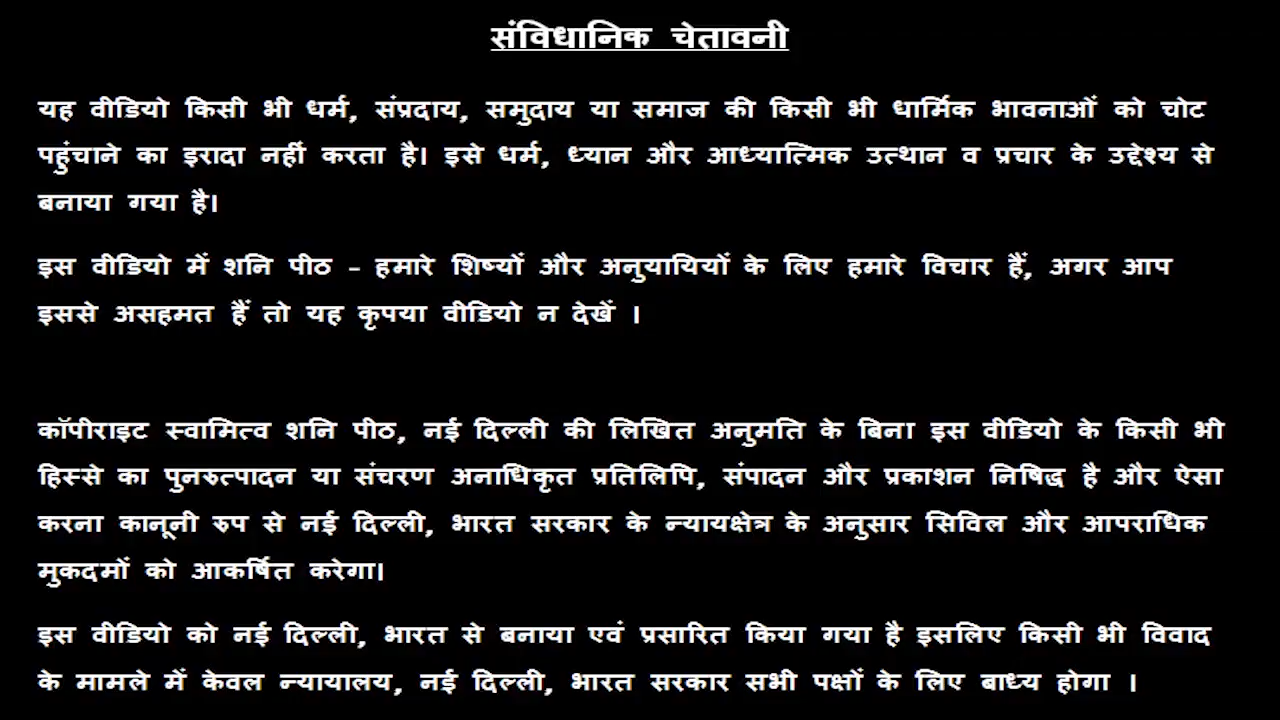 संविधानिक चेतावनी
यह वीडियो किसी भी धर्म, संप्रदाय, समुदाय या समाज की किसी भी धार्मिक भावनाओं को चोट
पहुंचाने का इरादा नहीं करता है। इसे धर्म, ध्यान और आध्यात्मिक उत्थान व प्रचार के उद्देश्य से
बनाया गया है।
इस वीडियो में शनि पीठ – हमारे शिष्यों और अनुयायियों के लिए हमारे विचार हैं, अगर आप
इससे असहमत हैं तो यह कृपया वीडियो न देखें ।
कॉपीराइट स्वामित्व शनि पीठ, नई दिल्ली की लिखित अनुमति के बिना इस वीडियो के किसी भी
हिस्से का पुनरुत्पादन या संचरण अनाधिकृत प्रतिलिपि, संपादन और प्रकाशन निषिद्ध है और ऐसा
करना कानूनी रुप से नई दिल्ली, भारत सरकार के न्यायक्षेत्र के अनुसार सिविल और आपराधिक
मुकदमों को आकर्षित करेगा।
इस वीडियो को नई दिल्ली, भारत से बनाया एवं प्रसारित किया गया है इसलिए किसी भी विवाद
के मामले में केवल न्यायालय, नई दिल्ली, भारत सरकार सभी पक्षों के लिए बाध्य होगा ।